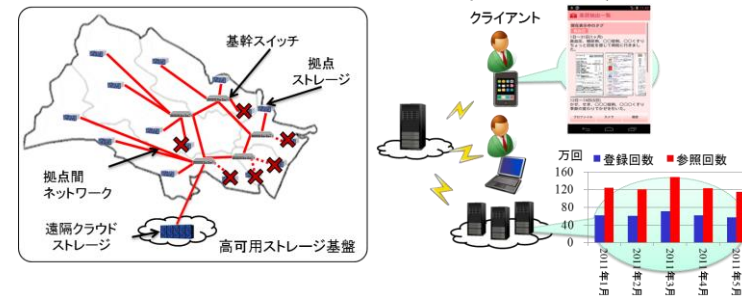 基幹スイッチ
拠点
ストレージ
拠点間
ネットワーク
遠隔クラウド
ストレージ
高可用ストレージ基盤
クライアント
万回
登録回数
参照回数
160
120
80
40
0
2011年1月
2011年2月
2011年3月
2011年4月
2011年5月